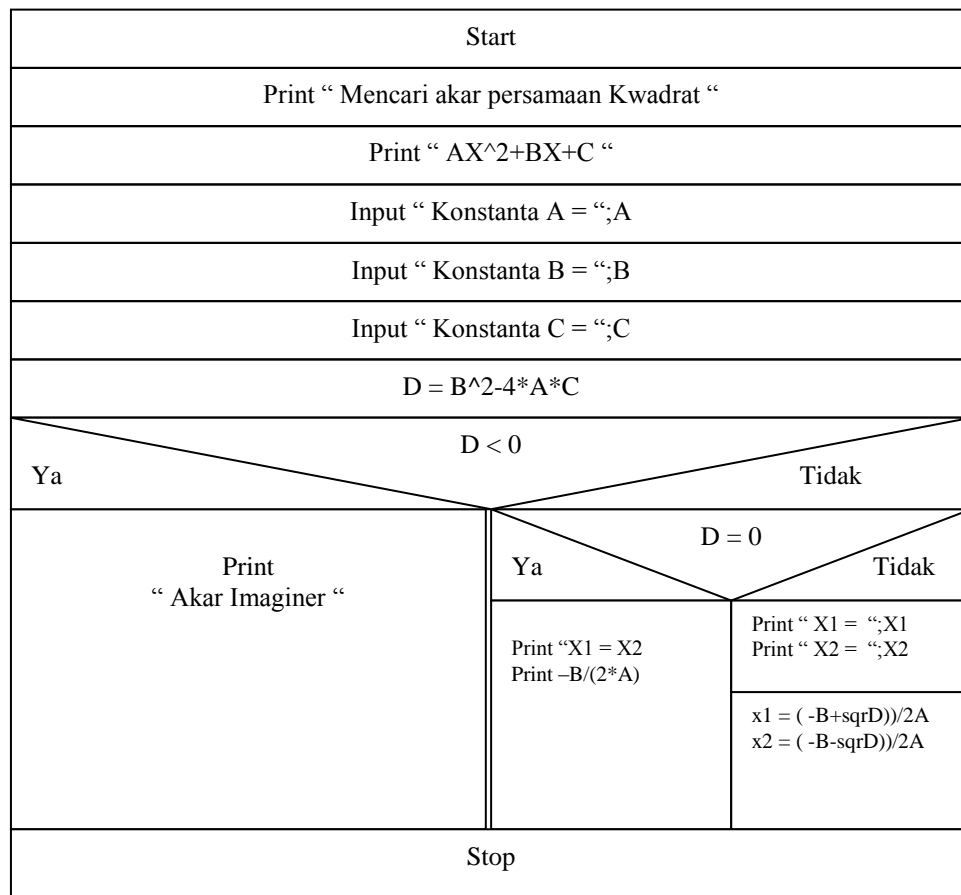 Start
Print “ Mencari akar persamaan Kwadrat “
Print “ AX^2+BX+C “
Input “ Konstanta A = “;A
Input “ Konstanta B = “;B
Input “ Konstanta C = “;C
D = B^2-4*A*C
D < 0
Ya
Tidak
Print
“ Akar Imaginer “
D = 0
Ya
Tidak
Print “X1 = X2
Print –B/(2*A)
Print “ X1 =  “;X1
Print “ X2 =  “;X2
x1 = ( -B+sqrD))/2A
x2 = ( -B-sqrD))/2A
Stop